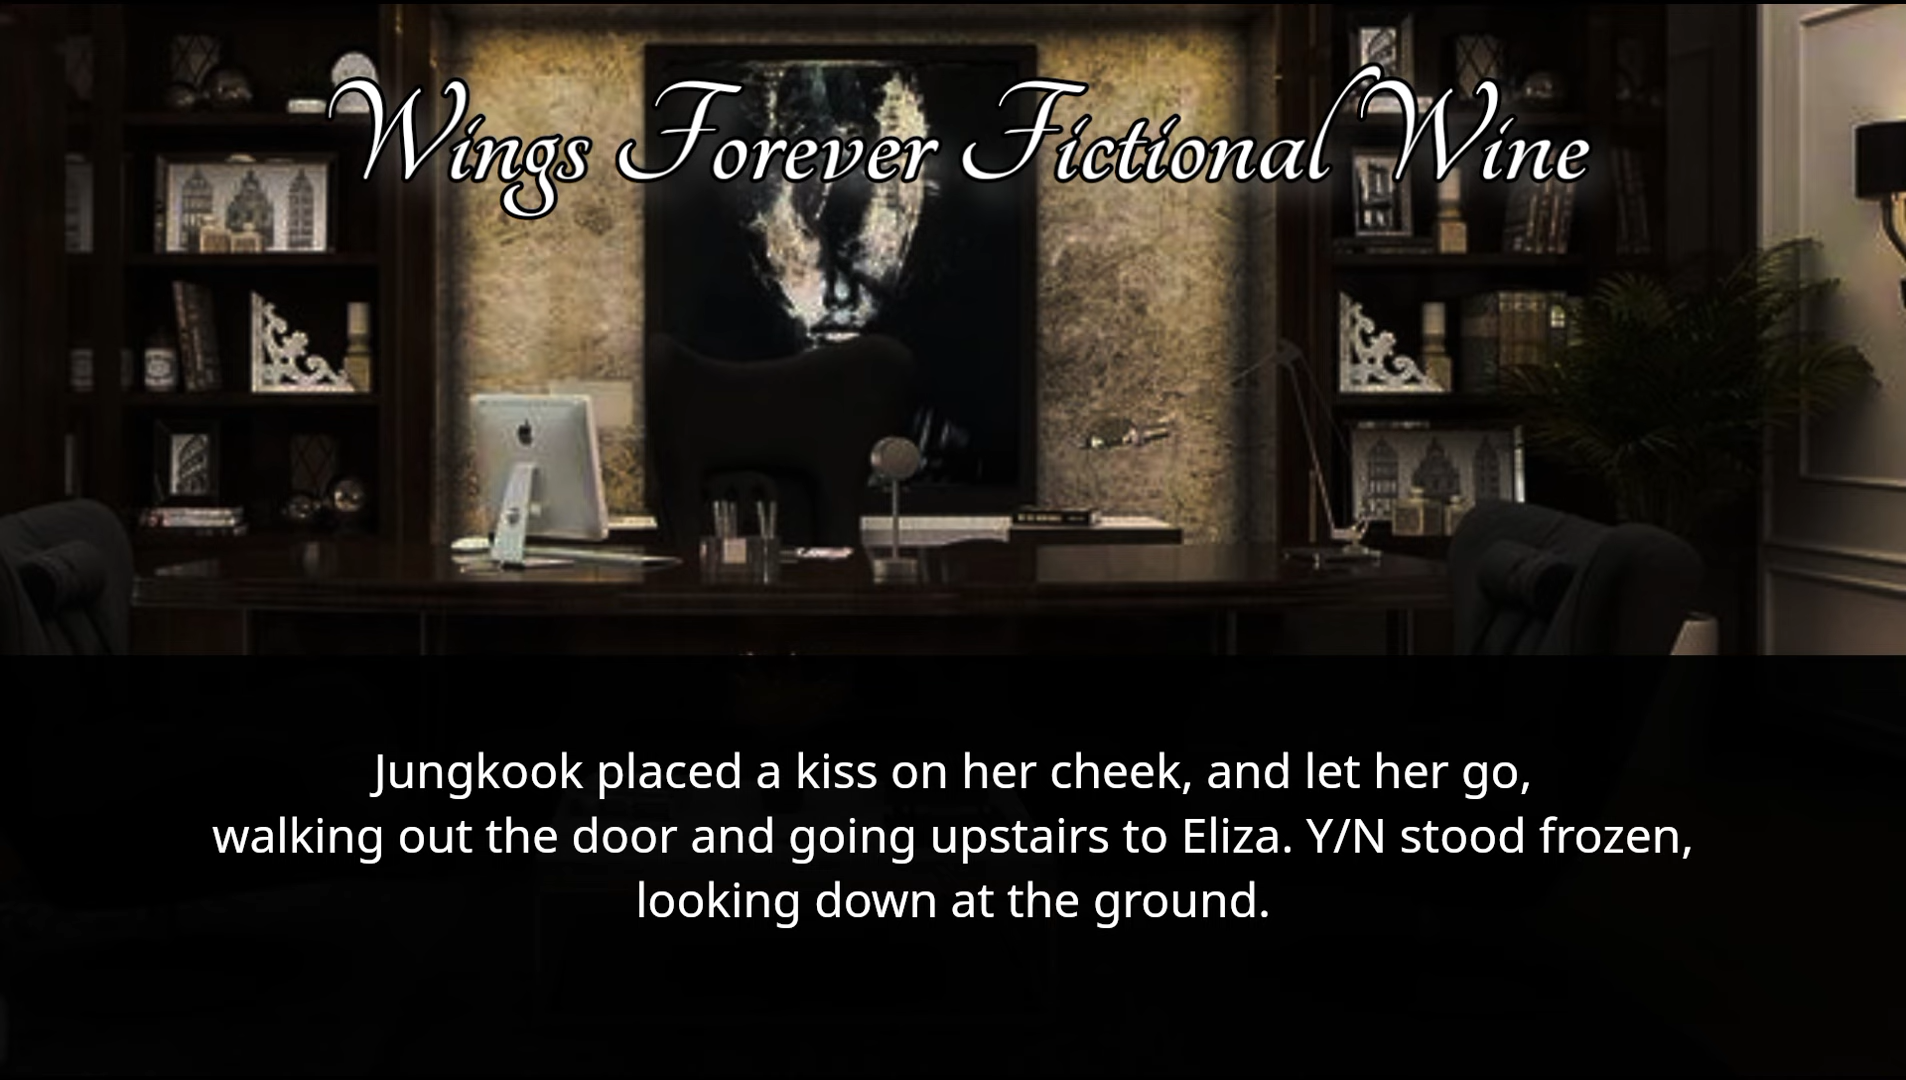 Wings Forever Fictional Wine
Jungkook placed a kiss on her cheek, and let her go,
walking out the door and going upstairs to Eliza. Y/N stood frozen,
looking down at the ground.